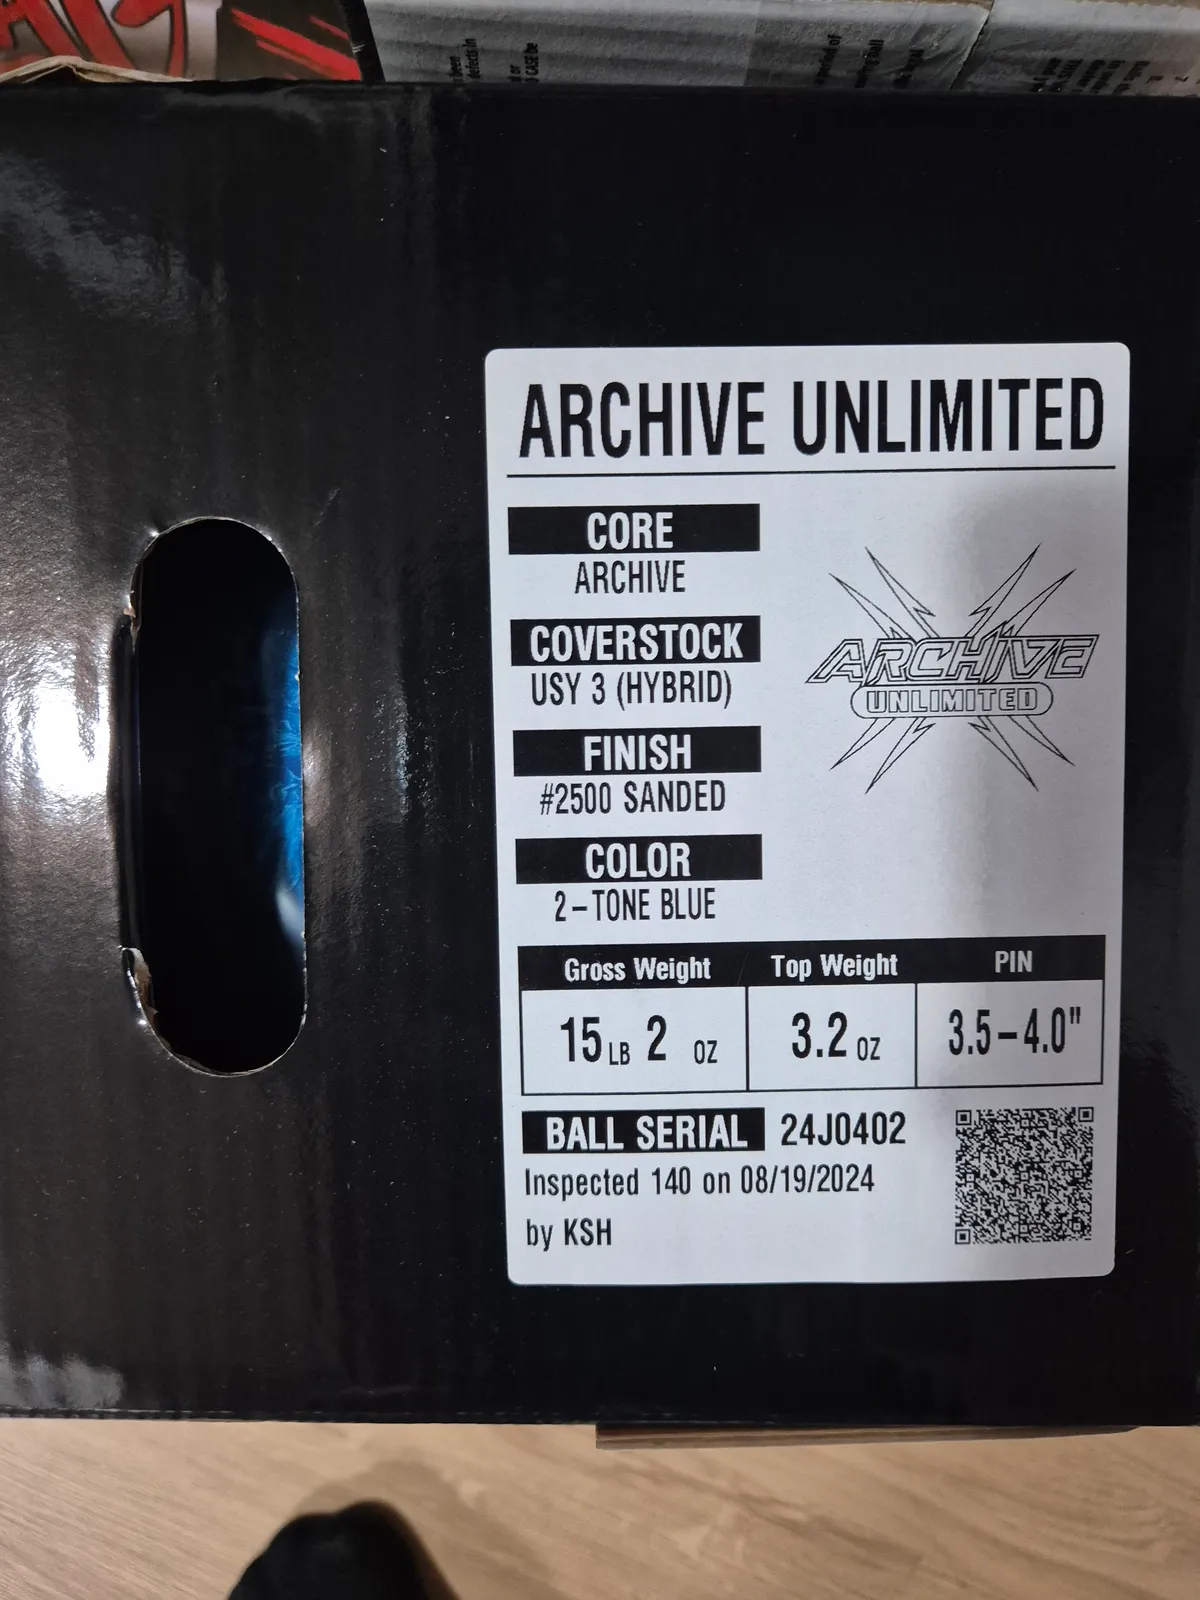 ARCHIVE UNLIMITED
CORE
ARCHIVE
COVERSTOCK
USY 3 (HYBRID)
FINISH
#2500 SANDED
COLOR
2-TONE BLUE
ARCHIVE
UNLIMITED
Gross Weight Top Weight PIN
15 LB 2 OZ 3.2 OZ 3.5-4.0"
BALL SERIAL 24J0402
Inspected 140 on 08/19/2024
by KSH